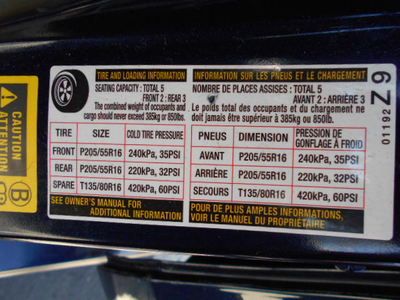 TIRE AND LOADING INFORMATION
SEATING CAPACITY : TOTAL 5
FRONT 2 : REAR 3
The combined weight of occupants and
cargo should never exceed 385kg or 850lb.
TIRE SIZE COLD TIRE PRESSURE
FRONT P205/55R16 240kPa, 35PSI
REAR P205/55R16 220kPa, 32PSI
SPARE T135/80R16 420kPa, 60PSI
SEE OWNER'S MANUAL FOR
ADDITIONAL INFORMATION
INFORMATION SUR LES PNEUS ET LE CHARGEMENT
NOMBRE DE PLACES ASSISES : TOTAL 5
AVANT 2 : ARRIÈRE 3
Le poids total des occupants et du chargement ne
doit jamais être supérieur à 385kg ou 850lb.
PNEUS DIMENSION PRESSION DE
GONFLAGE À FROID
AVANT P205/55R16 240kPa, 35PSI
ARRIÈRE P205/55R16 220kPa, 32PSI
SECOURS T135/80R16 420kPa, 60PSI
POUR DE PLUS AMPLES INFORMATIONS,
VOIR LE MANUEL DU PROPRIÉTAIRE
01192
Z9
CAUTION
ATTENTION
B